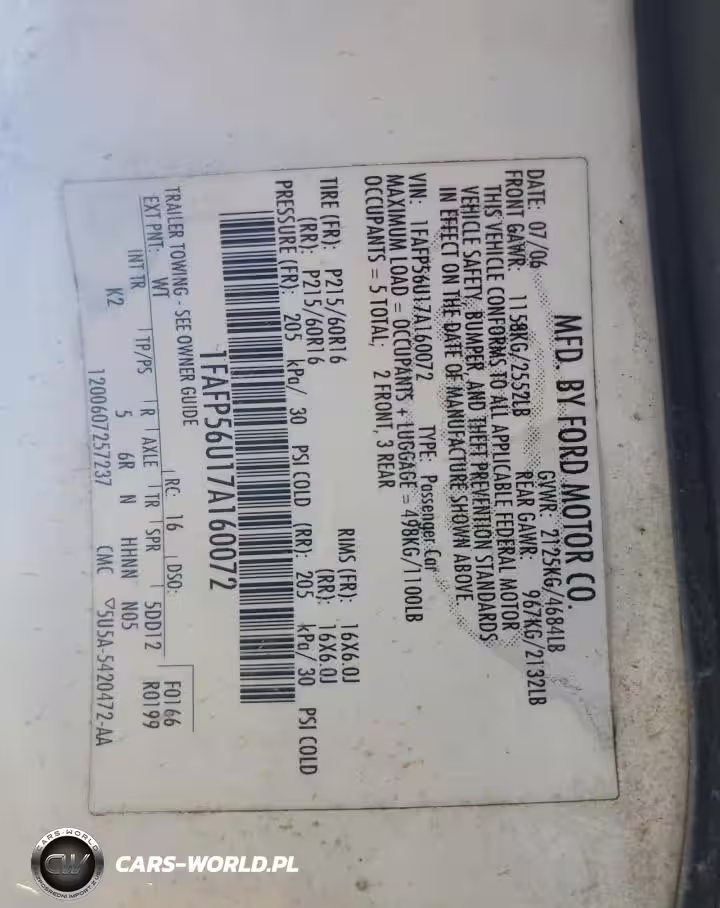 MFD. BY FORD MOTOR CO.
DATE: 07/06 GVWR: 2125KG/4684LB
FRONT GAWR: 1158KG/2552LB REAR GAWR: 967KG/2132LB
THIS VEHICLE CONFORMS TO ALL APPLICABLE FEDERAL MOTOR
VEHICLE SAFETY, BUMPER, AND THEFT PREVENTION STANDARDS
IN EFFECT ON THE DATE OF MANUFACTURE SHOWN ABOVE.
VIN: 1FAFP56U17A160072 TYPE: Passenger Car
MAXIMUM LOAD = OCCUPANTS + LUGGAGE = 498KG/1100LB
OCCUPANTS = 5 TOTAL; 2 FRONT, 3 REAR
TIRE (FR): P215/60R16 RIMS (FR): 16X6.0J
(RR): P215/60R16 (RR): 16X6.0J
PRESSURE (FR): 205 kPa/ 30 PSI COLD (RR): 205 kPa/ 30 PSI COLD
1FAFP56U17A160072
TRAILER TOWING - SEE OWNER GUIDE
EXT PNT: WT RC: 16 DSO: F0166
INT TR TP/PS R AXLE TR SPR 5DD12 R0199
K2 5 6R N HHNN N05
1200607257237 CMC ▽5U5A-5420472-AA
CARS-WORLD
CW
CARS-WORLD.PL